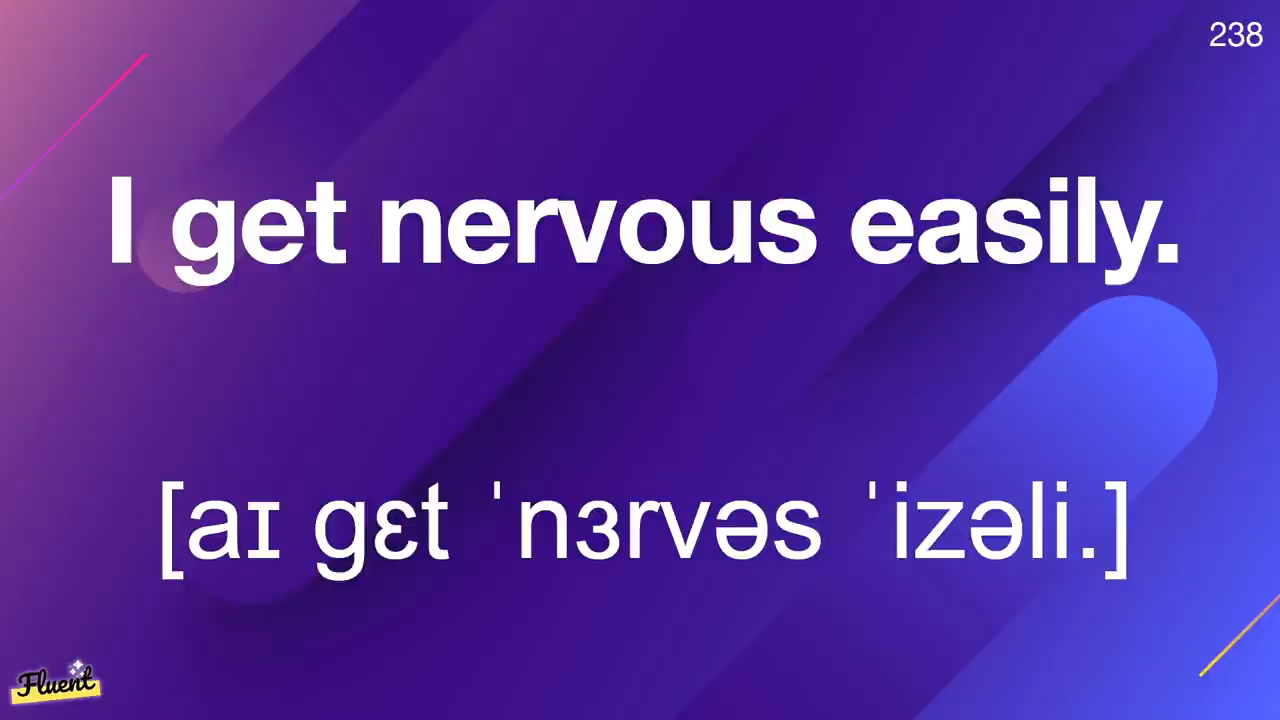 238
I get nervous easily.
[aɪ gɛt ˈnɜrvəs ˈizəli.]
Fluent